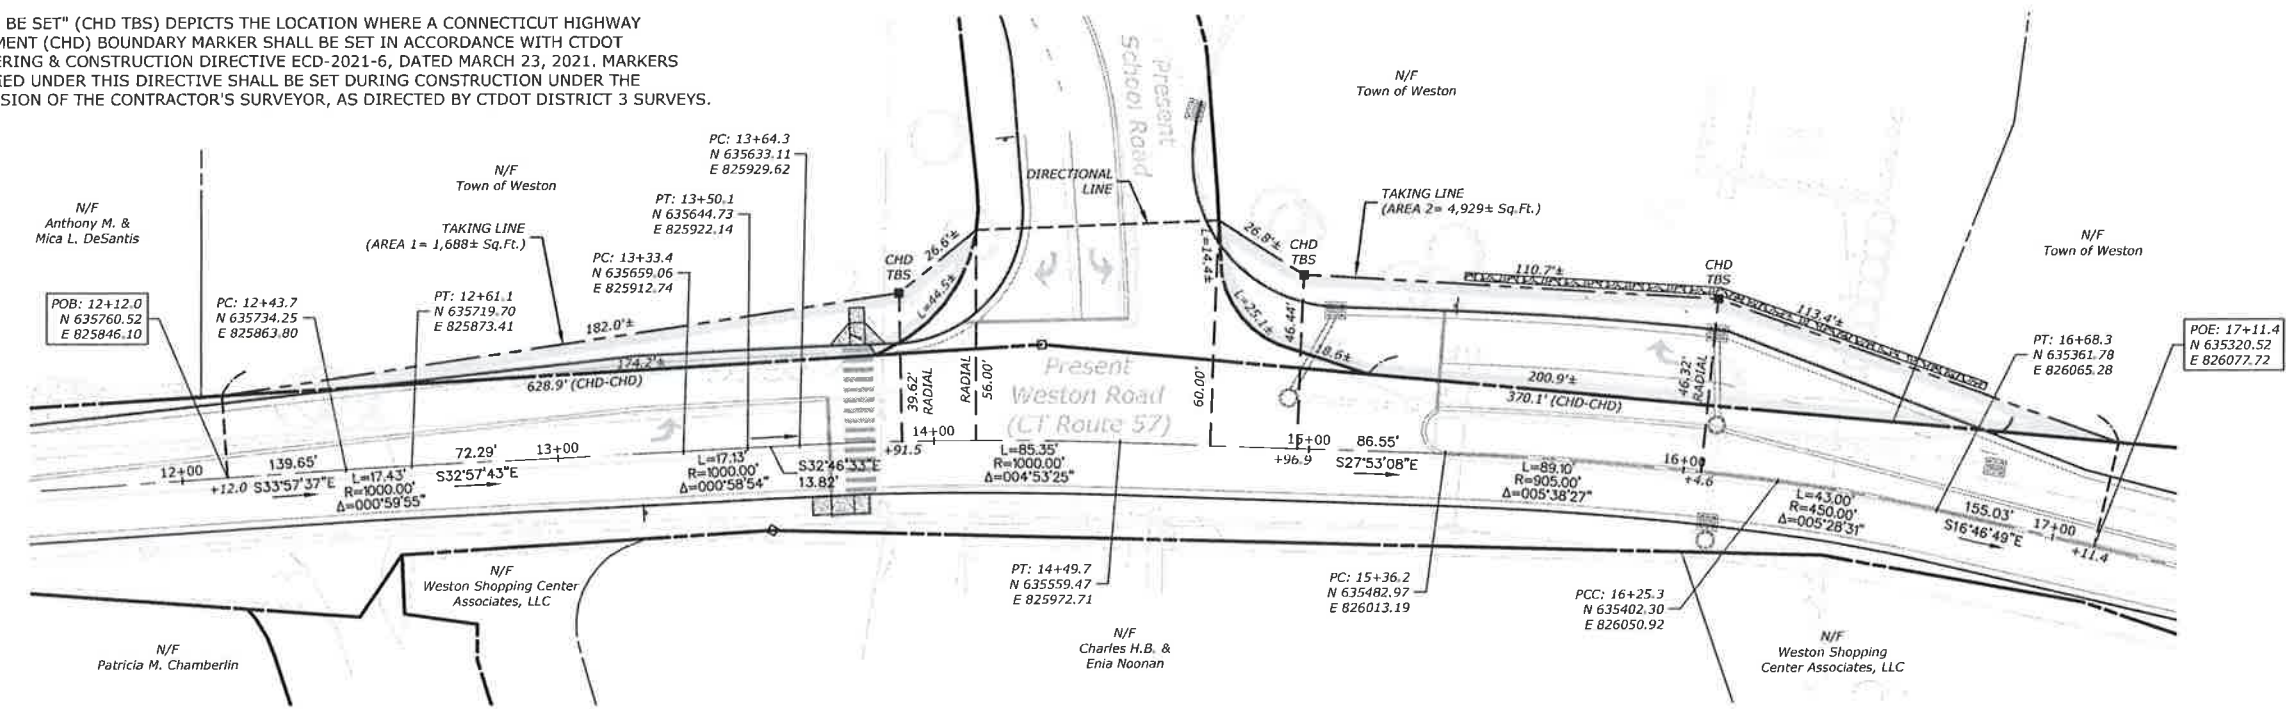 BE SET" (CHD TBS) DEPICTS THE LOCATION WHERE A CONNECTICUT HIGHWAY
MENT (CHD) BOUNDARY MARKER SHALL BE SET IN ACCORDANCE WITH CTDOT
ERING & CONSTRUCTION DIRECTIVE ECD-2021-6, DATED MARCH 23, 2021. MARKERS
IED UNDER THIS DIRECTIVE SHALL BE SET DURING CONSTRUCTION UNDER THE
SION OF THE CONTRACTOR'S SURVEYOR, AS DIRECTED BY CTDOT DISTRICT 3 SURVEYS.
N/F
Anthony M. &
Mica L. DeSantis
N/F
Town of Weston
TAKING LINE
(AREA 1= 1,688± Sq.Ft.)
POB: 12+12.0
N 635760.52
E 825846.10
PC: 12+43.7
N 635734.25
E 825863.80
PT: 12+61.1
N 635719.70
E 825873.41
PC: 13+33.4
N 635659.06
E 825912.74
PT: 13+50.1
N 635644.73
E 825922.14
PC: 13+64.3
N 635633.11
E 825929.62
CHD
TBS
26.6'±
L=44.5'±
182.0'±
174.2'±
628.9' (CHD-CHD)
present
School Road
DIRECTIONAL
LINE
N/F
Town of Weston
TAKING LINE
(AREA 2= 4,929± Sq.Ft.)
L=14.4±
26.8'±
CHD
TBS
L=25.1±
46.44'
8.6±
110.7'±
CHD
TBS
113.4'±
N/F
Town of Weston
PT: 16+68.3
N 635361.78
E 826065.28
POE: 17+11.4
N 635320.52
E 826077.72
200.9'±
370.1' (CHD-CHD)
46.32'
RADIAL
39.62'
RADIAL
RADIAL
56.00'
60.00'
Present
Weston Road
(CT Route 57)
12+00
+12.0
139.65'
S33°57'37"E
L=17.43'
R=1000.00'
Δ=000°59'55"
72.29'
S32°57'43"E
13+00
L=17.13'
R=1000.00'
Δ=000°58'54"
S32°46'33"E
13.82'
+91.5
14+00
L=85.35'
R=1000.00'
Δ=004°53'25"
15+00
+96.9
86.55'
S27°53'08"E
L=89.10'
R=905.00'
Δ=005°38'27"
16+00
+4.6
L=43.00'
R=450.00'
Δ=005°28'31"
155.03'
S16°46'49"E
17+00
+11.4
PT: 14+49.7
N 635559.47
E 825972.71
PC: 15+36.2
N 635482.97
E 826013.19
PCC: 16+25.3
N 635402.30
E 826050.92
N/F
Weston Shopping Center
Associates, LLC
N/F
Patricia M. Chamberlin
N/F
Charles H.B. &
Enia Noonan
N/F
Weston Shopping
Center Associates, LLC